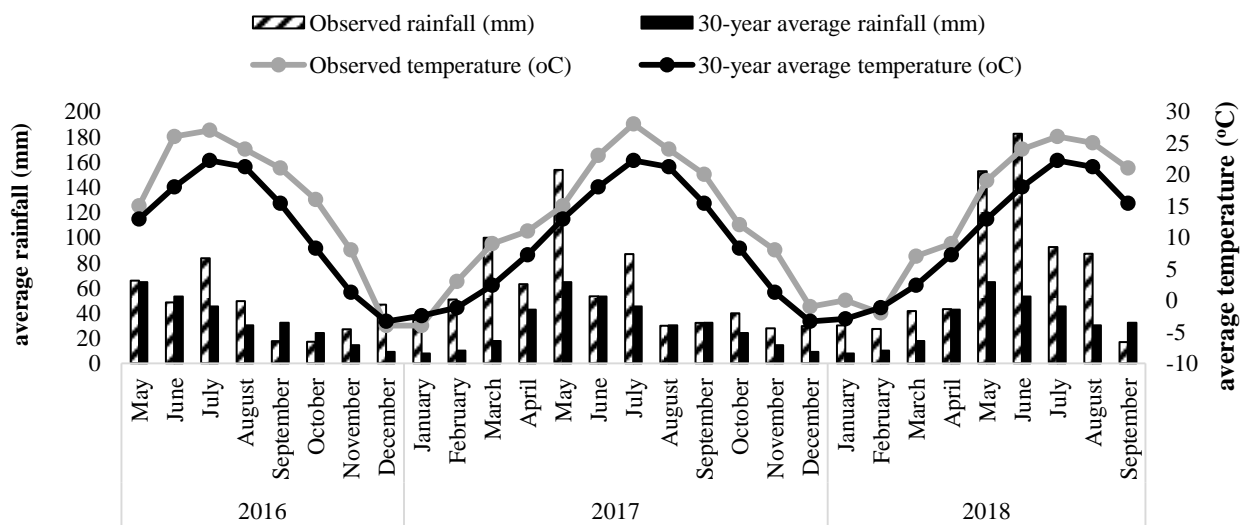 Observed rainfall (mm) 30-year average rainfall (mm)
Observed temperature (oC) 30-year average temperature (oC)
average rainfall (mm)
200
180
160
140
120
100
80
60
40
20
0
30
25
20
15
10
5
0
-5
-10
average temperature (ºC)
May
June
July
August
September
October
November
December
January
February
March
April
May
June
July
August
September
October
November
December
January
February
March
April
May
June
July
August
September
2016 2017 2018